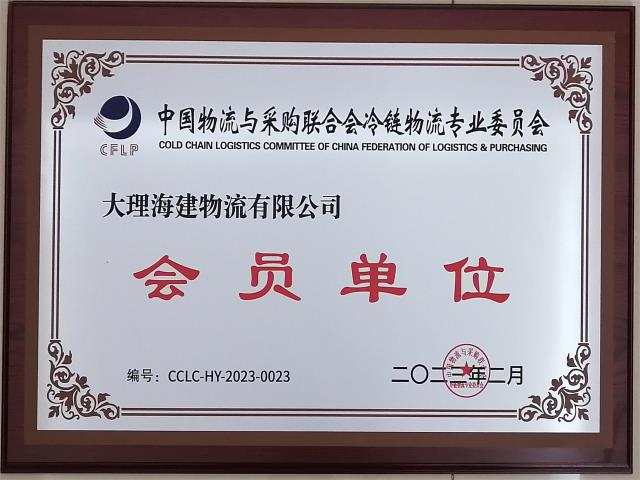 中国物流与采购联合会冷链物流专业委员会
CFLP
COLD CHAIN LOGISTICS COMMITTEE OF CHINA FEDERATION OF LOGISTICS & PURCHASING
大理海建物流有限公司
会员单位
编号：CCLC-HY-2023-0023
二〇二三年二月